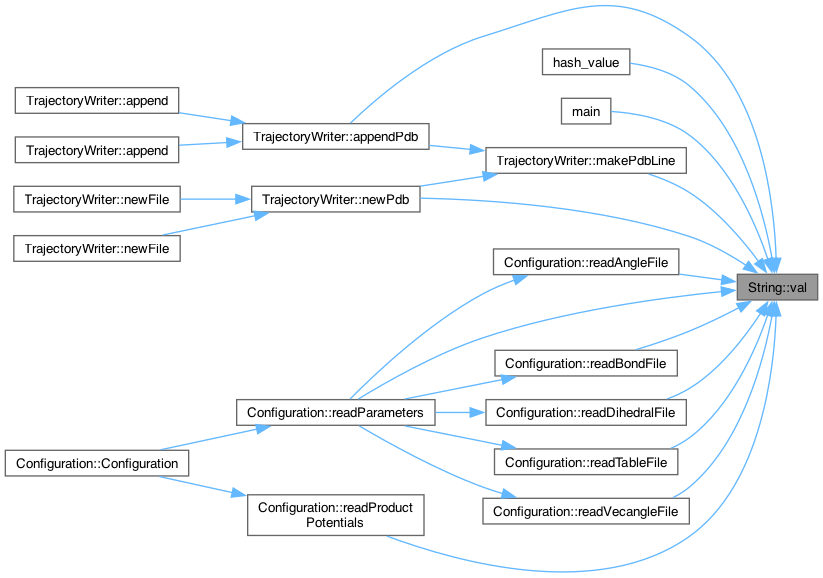 hash_value
TrajectoryWriter::append
main
TrajectoryWriter::appendPdb
TrajectoryWriter::append
TrajectoryWriter::makePdbLine
TrajectoryWriter::newFile
TrajectoryWriter::newPdb
TrajectoryWriter::newFile
Configuration::readAngleFile
String::val
Configuration::readBondFile
Configuration::readParameters
Configuration::readDihedralFile
Configuration::Configuration
Configuration::readTableFile
Configuration::readProduct
Potentials
Configuration::readVecangleFile